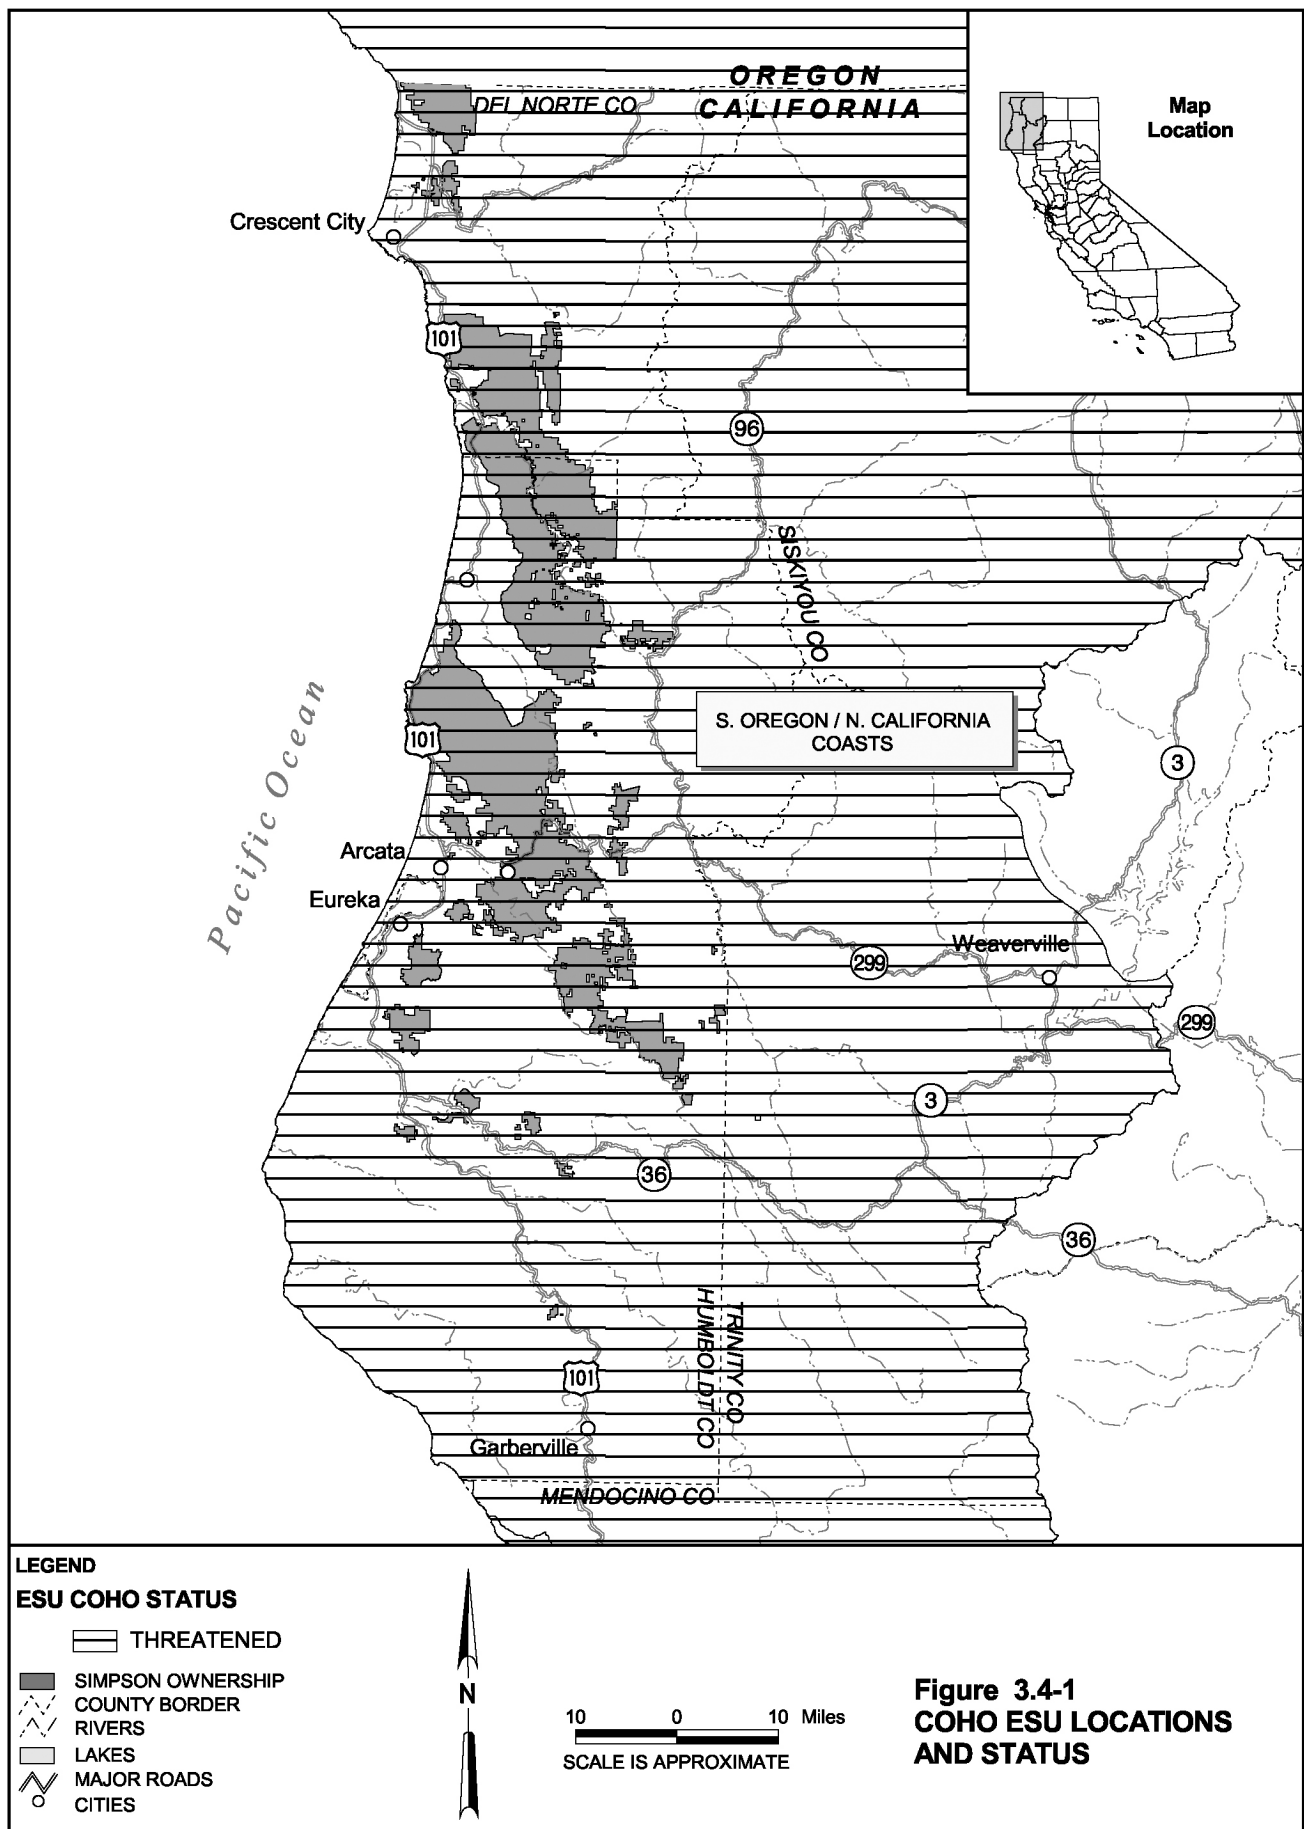 OREGON
DEL NORTE CO
CALIFORNIA
Map
Location
Crescent City
101
96
SISKIYOU CO
S. OREGON / N. CALIFORNIA
COASTS
Pacific Ocean
101
3
Arcata
Eureka
Weaverville
299
299
3
36
36
TRINITY CO
HUMBOLDT CO
101
Garberville
MENDOCINO CO
LEGEND
ESU COHO STATUS
THREATENED
SIMPSON OWNERSHIP
COUNTY BORDER
RIVERS
LAKES
MAJOR ROADS
CITIES
N
10 0 10 Miles
SCALE IS APPROXIMATE
Figure 3.4-1
COHO ESU LOCATIONS
AND STATUS